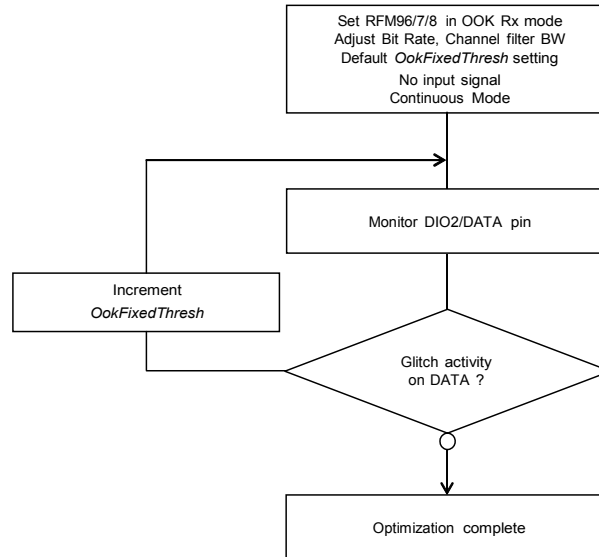 Set RFM96/7/8 in OOK Rx mode
Adjust Bit Rate, Channel filter BW
Default OokFixedThresh setting
No input signal
Continuous Mode
Monitor DIO2/DATA pin
Increment
OokFixedThresh
Glitch activity
on DATA ?
Optimization complete